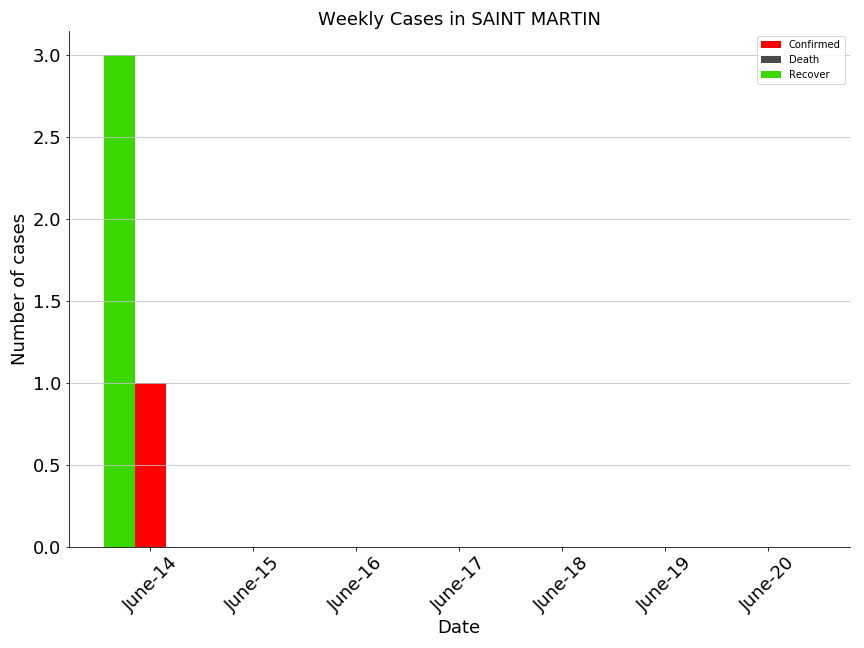 Weekly Cases in SAINT MARTIN
Confirmed
Death
Recover
3.0
2.5
2.0
1.5
1.0
0.5
0.0
Number of cases
June-14
June-15
June-16
June-17
June-18
June-19
June-20
Date